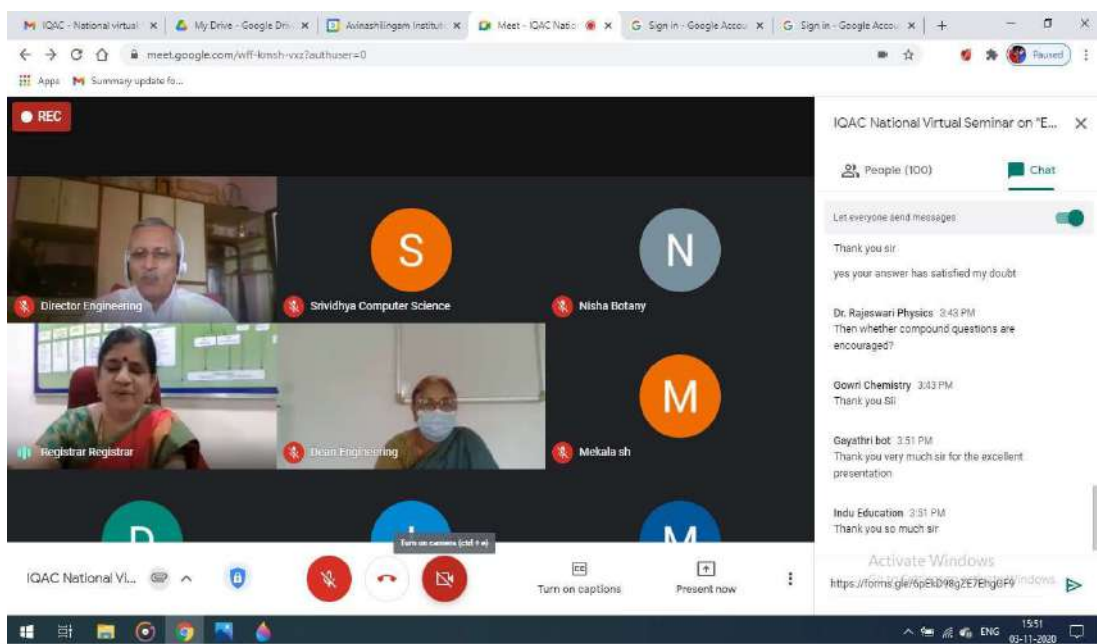 IQAC - National virtual
My Drive - Google Dri
Avinashilingam Institut
Meet - IQAC Natio
Sign in - Google Accou
Sign in - Google Accou
meet.google.com/wff-kmsh-vxz?authuser=0
Paused
Apps
Summary update fo...
REC
IQAC National Virtual Seminar on "E...
People (100)
Chat
Let everyone send messages
Thank you sir
yes your answer has satisfied my doubt
Dr. Rajeswari Physics 3:43 PM
Then whether compound questions are
encouraged?
Gowri Chemistry 3:43 PM
Thank you SIi
Gayathri bot 3:51 PM
Thank you very much sir for the excellent
presentation
Indu Education 3:51 PM
Thank you so much sir
Activate Windows
S
N
Director Engineering
Srividhya Computer Science
Nisha Botany
M
Registrar Registrar
Dean Engineering
Mekala sh
D
M
Turn on camera (ctrl + e)
IQAC National Vi...
CC
Turn on captions
Present now
ENG
15:51
03-11-2020